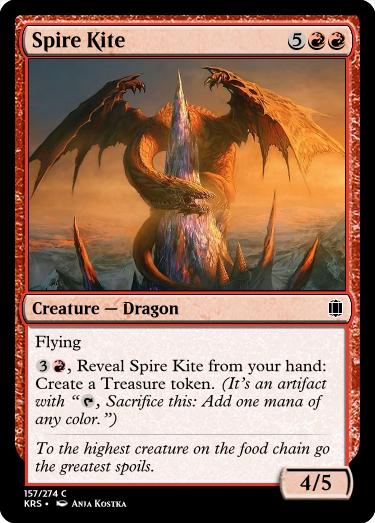 Spire Kite 5
Creature — Dragon
Flying
3, Reveal Spire Kite from your hand:
Create a Treasure token. (It's an artifact
with “, Sacrifice this: Add one mana of
any color.”)
To the highest creature on the food chain go
the greatest spoils.
4/5
157/274 C
KRS • Anja Kostka